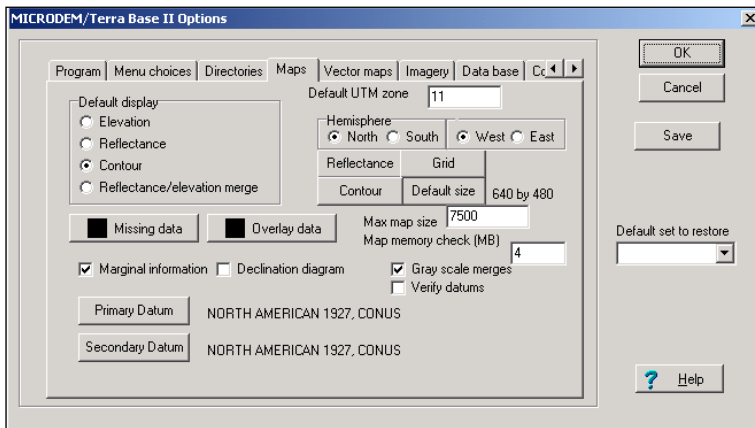 MICRODEM/Terra Base II Options
Program Menu choices Directories Maps Vector maps Imagery Data base
Default display
Elevation
Reflectance
Contour
Reflectance/elevation merge
Default UTM zone 11
Hemisphere
North South West East
Reflectance Grid
Contour Default size 640 by 480
Missing data Overlay data
Max map size 7500
Map memory check (MB) 4
Marginal information Declination diagram Gray scale merges
Verify datums
Primary Datum NORTH AMERICAN 1927, CONUS
Secondary Datum NORTH AMERICAN 1927, CONUS
OK
Cancel
Save
Default set to restore
? Help